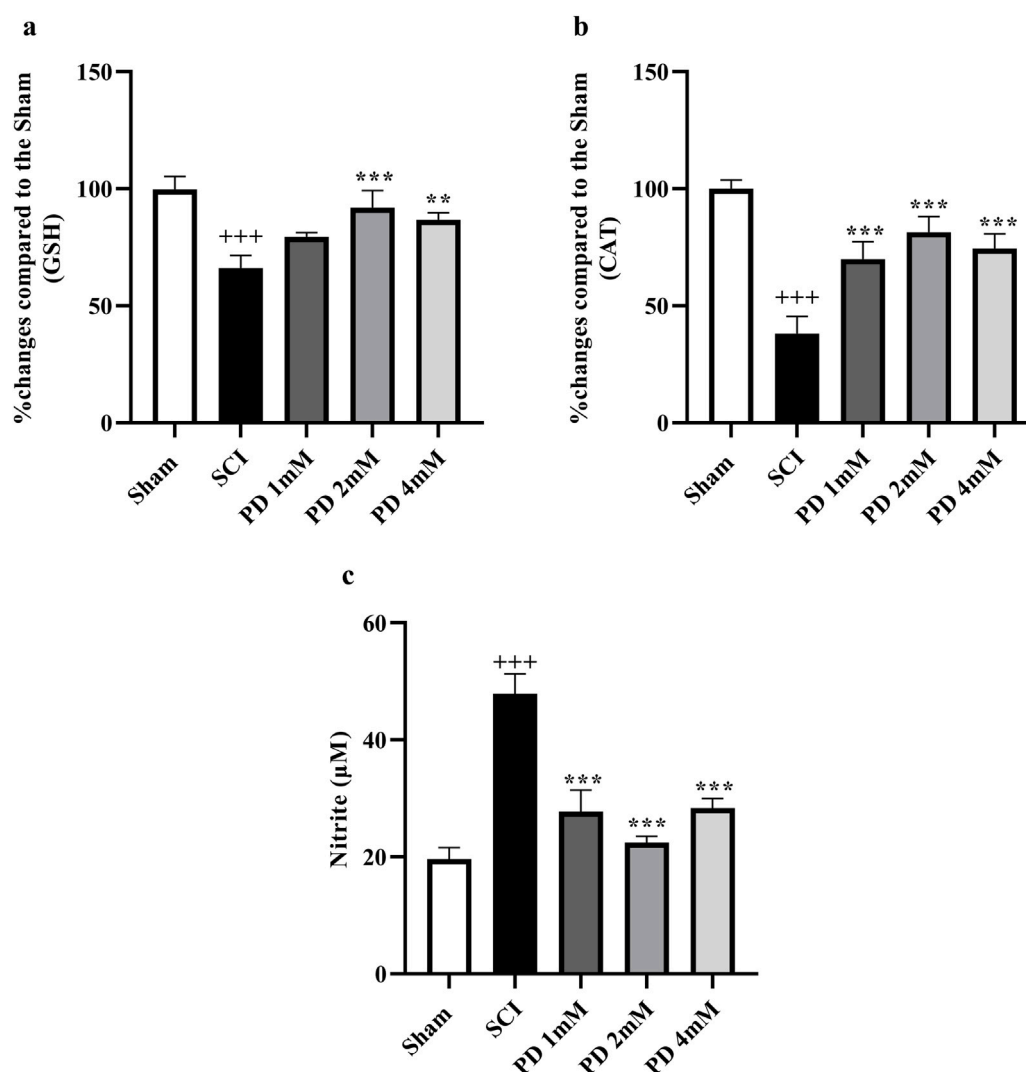 a
%changes compared to the Sham
(GSH)
150
100
50
0
+++
***
**
Sham
SCI
PD 1mM
PD 2mM
PD 4mM
b
%changes compared to the Sham
(CAT)
150
100
50
0
+++
***
***
***
Sham
SCI
PD 1mM
PD 2mM
PD 4mM
c
Nitrite (µM)
60
40
20
0
+++
***
***
***
Sham
SCI
PD 1mM
PD 2mM
PD 4mM